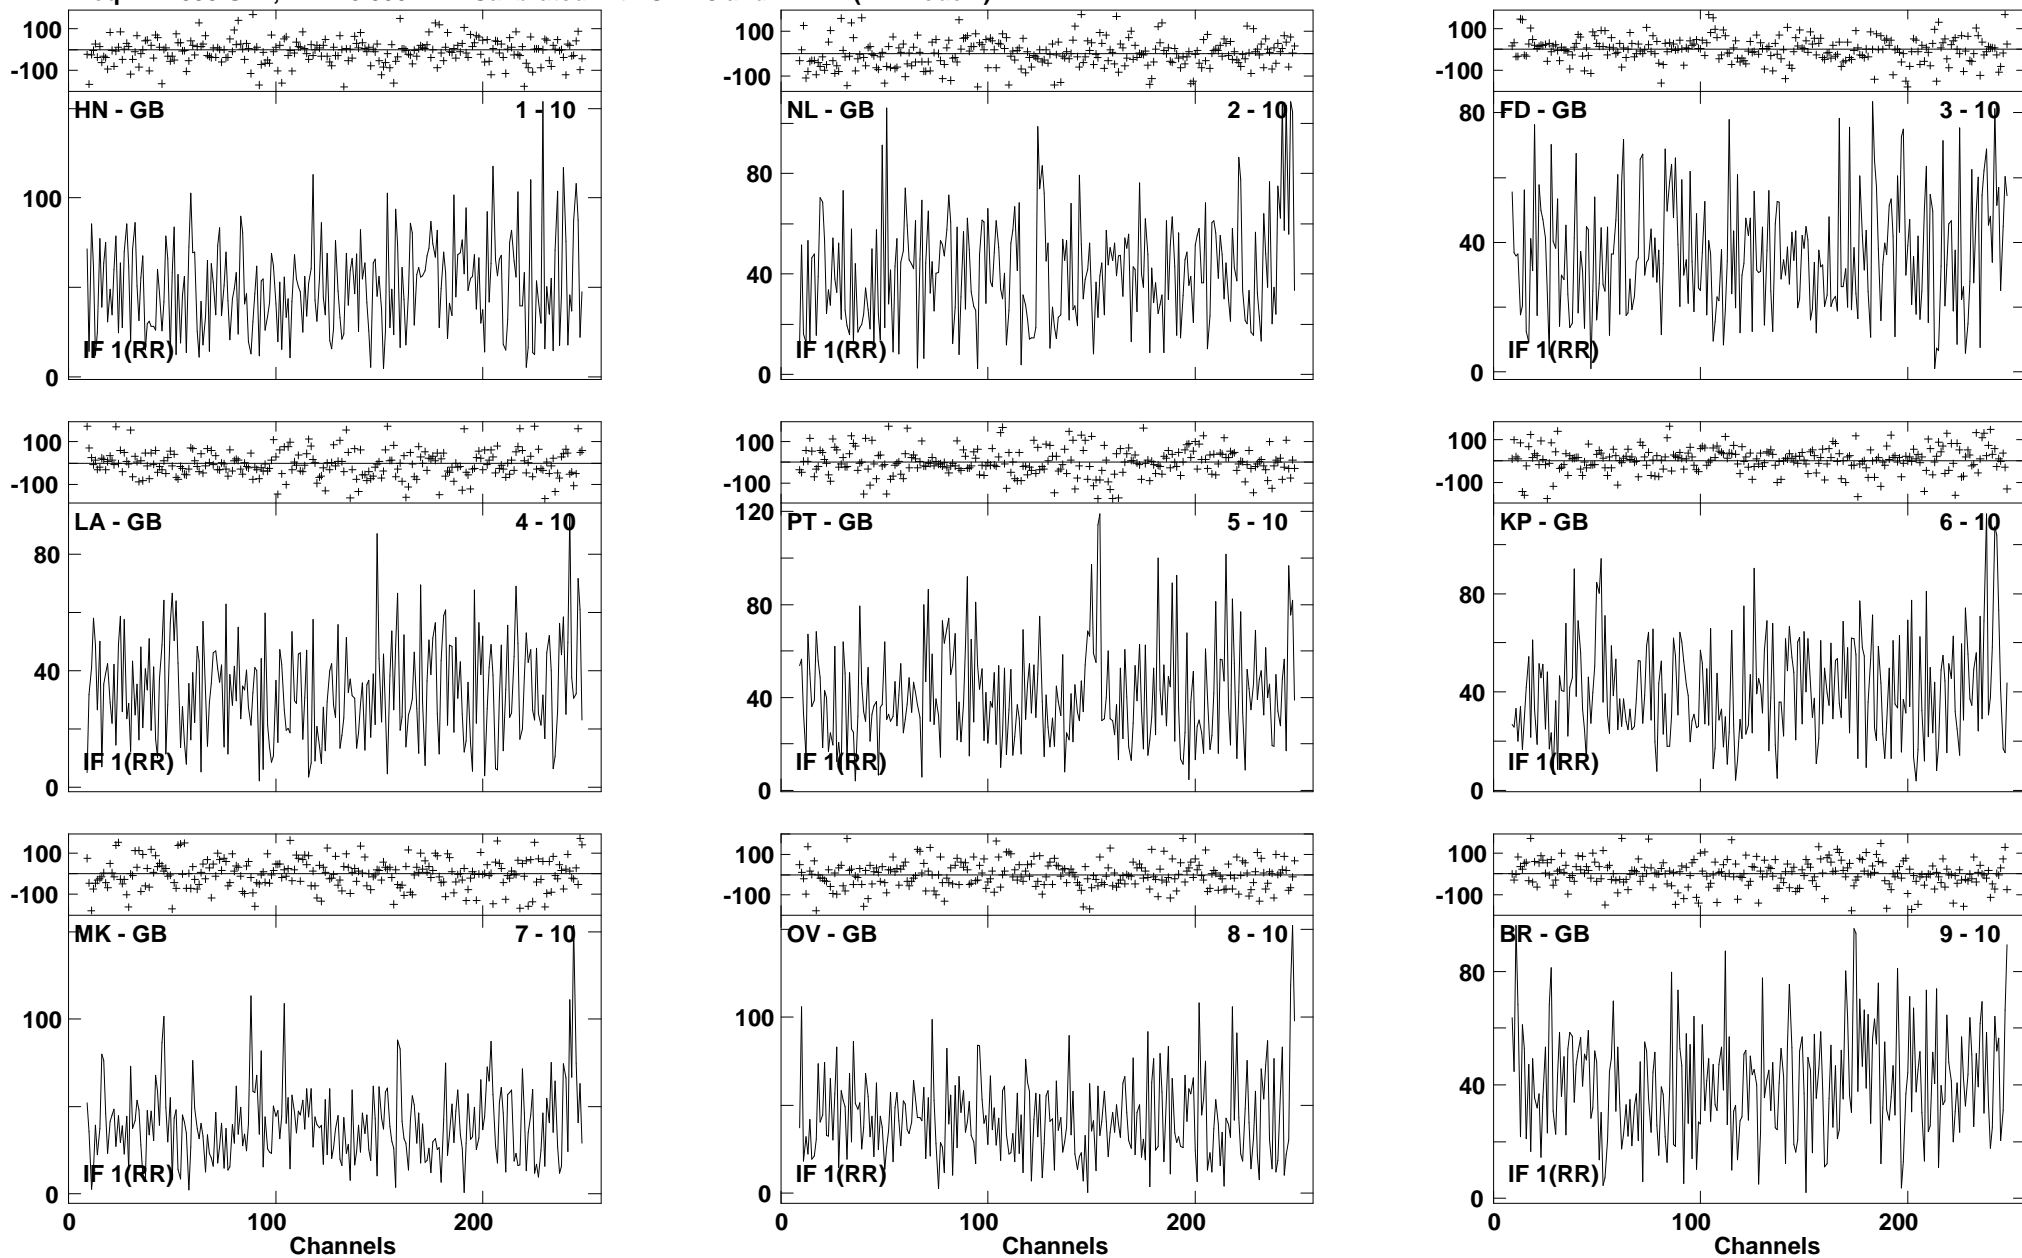 100
-100
HN - GB 1 - 10
100
IF 1(RR)
0
100
-100
NL - GB 2 - 10
80
40
IF 1(RR)
0
100
-100
FD - GB 3 - 10
80
40
IF 1(RR)
0
100
-100
LA - GB 4 - 10
80
40
IF 1(RR)
0
100
-100
120
PT - GB 5 - 10
80
40
IF 1(RR)
0
100
-100
KP - GB 6 - 10
80
40
IF 1(RR)
0
100
-100
MK - GB 7 - 10
100
IF 1(RR)
0
0 100 200
Channels
100
-100
OV - GB 8 - 10
100
IF 1(RR)
0
0 100 200
Channels
100
-100
BR - GB 9 - 10
80
40
IF 1(RR)
0
0 100 200
Channels